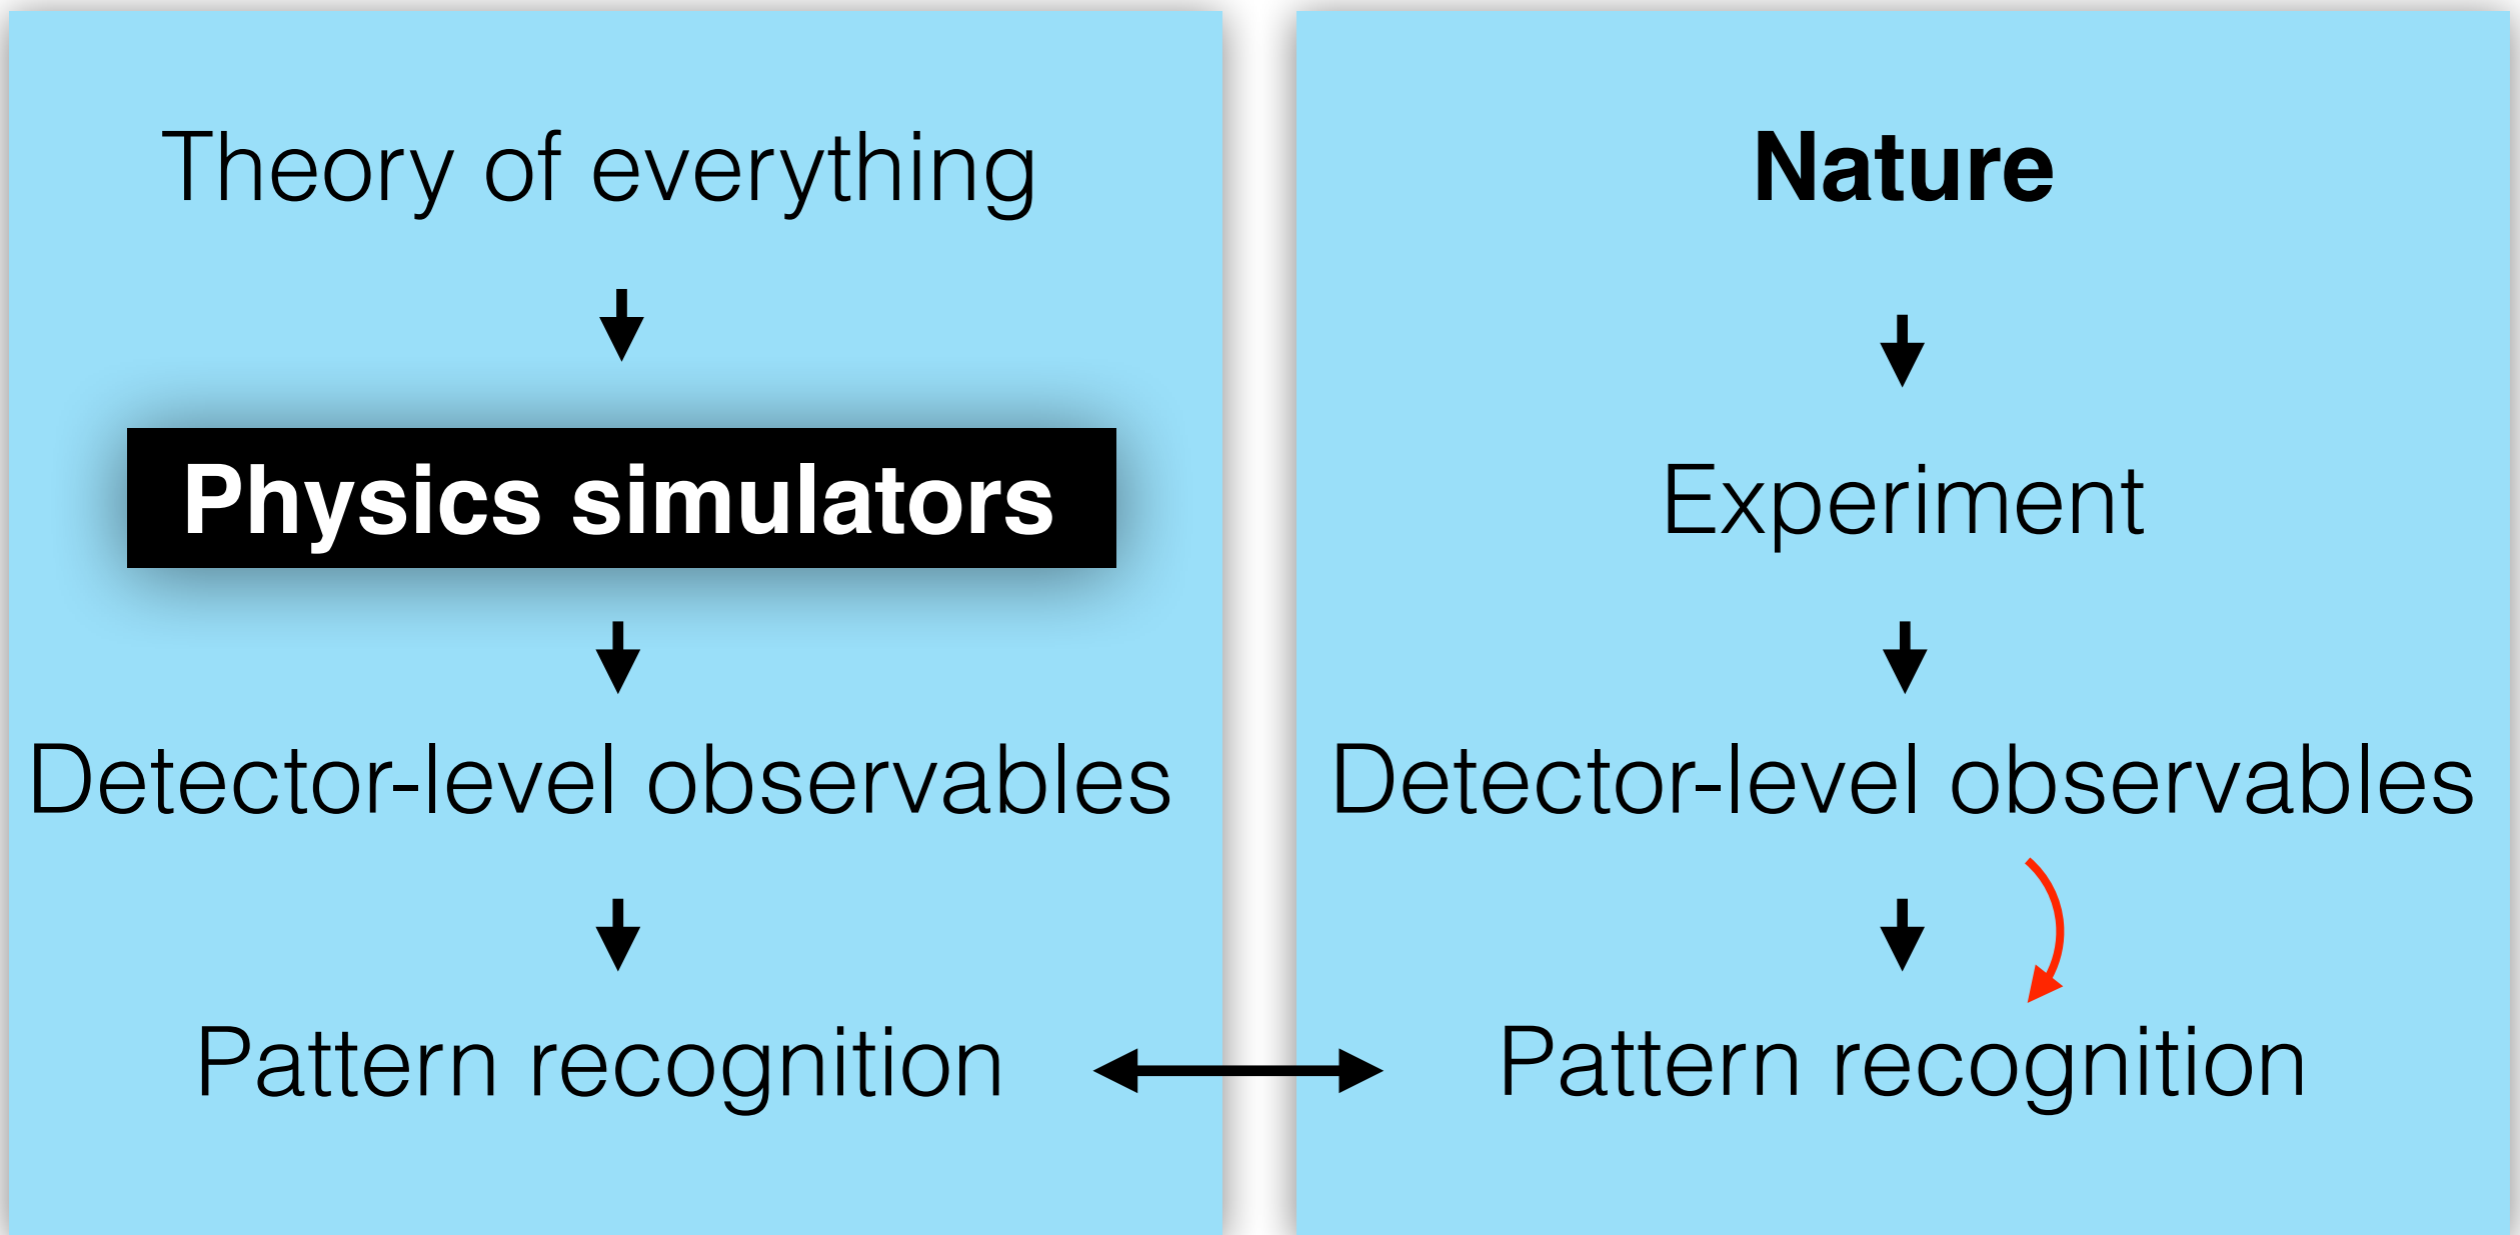 Theory of everything
Physics simulators
Detector-level observables
Pattern recognition
Nature
Experiment
Detector-level observables
Pattern recognition